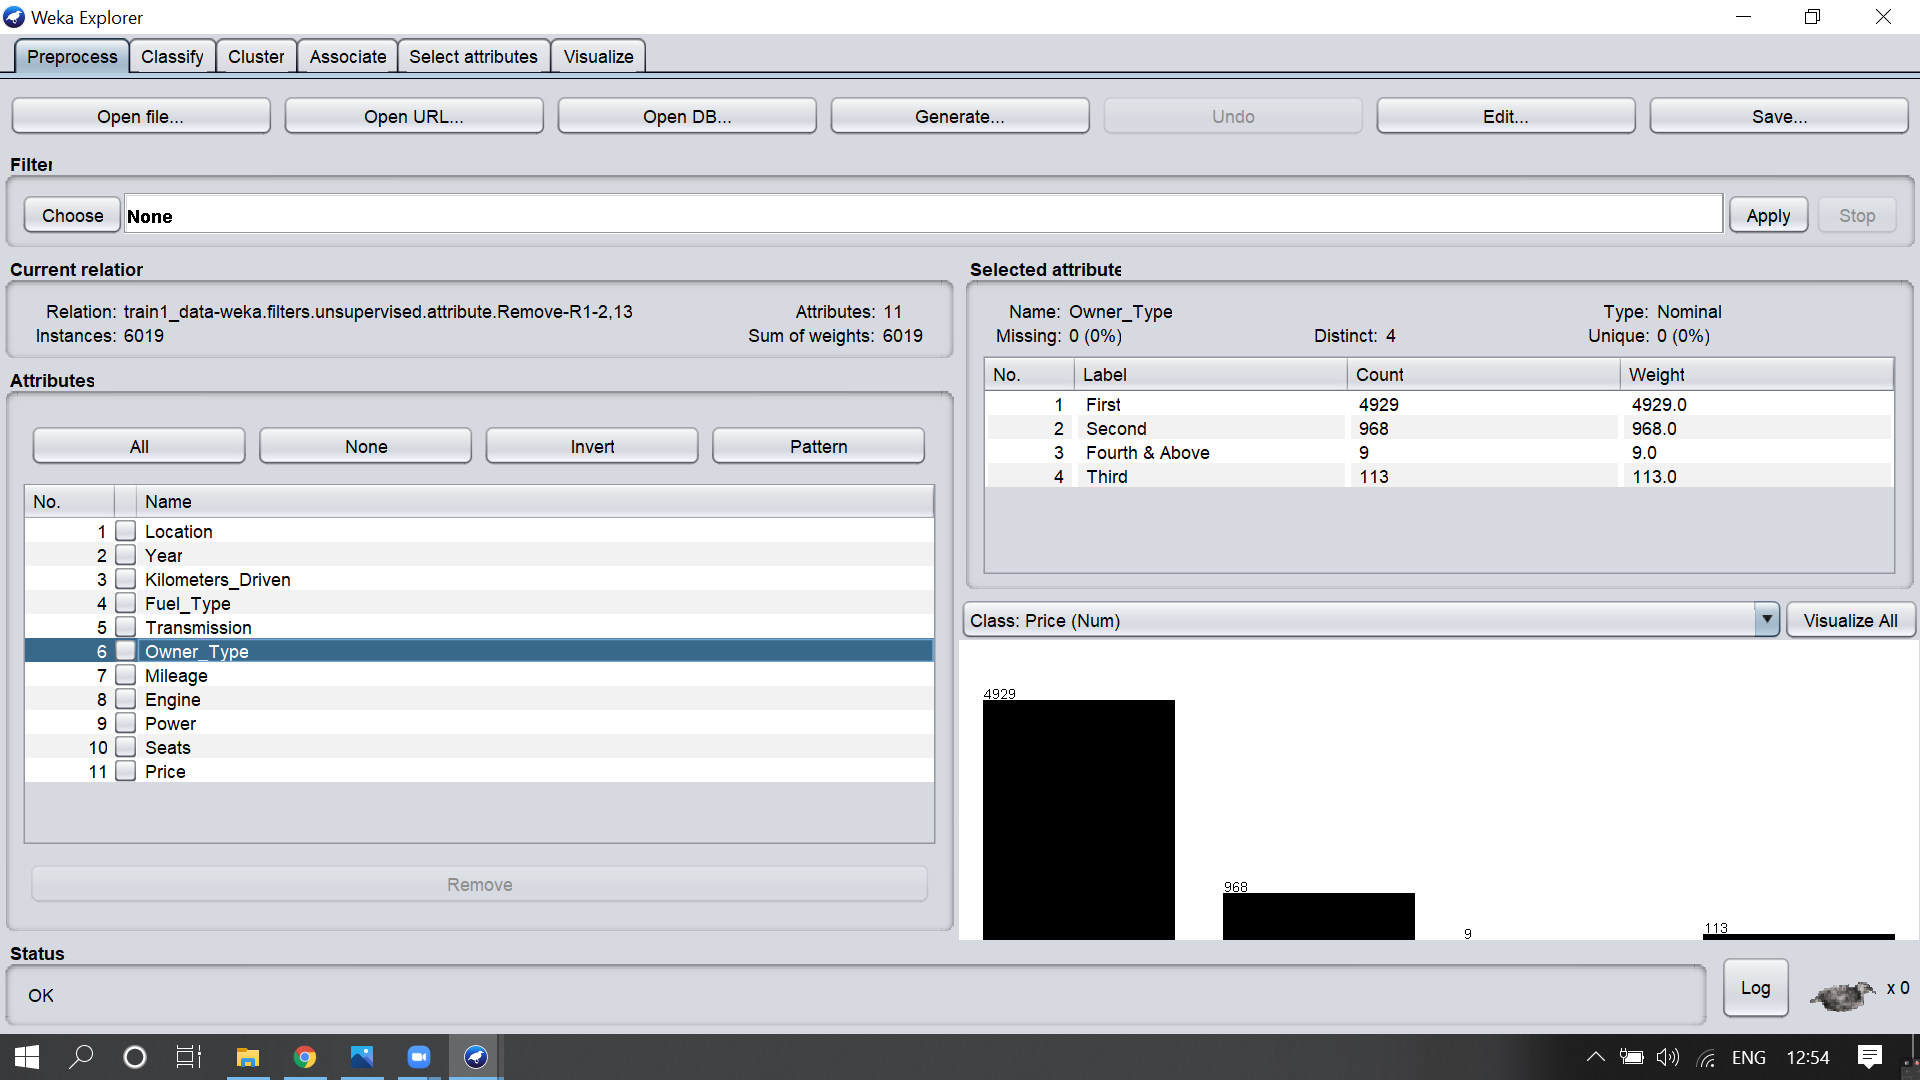 Weka Explorer
Preprocess Classify Cluster Associate Select attributes Visualize
Open file... Open URL... Open DB... Generate... Undo Edit... Save...
Filter
Choose None Apply Stop
Current relation
Relation: train1_data-weka.filters.unsupervised.attribute.Remove-R1-2,13 Attributes: 11
Instances: 6019 Sum of weights: 6019
Attributes
All None Invert Pattern
No. Name
1 Location
2 Year
3 Kilometers_Driven
4 Fuel_Type
5 Transmission
6 Owner_Type
7 Mileage
8 Engine
9 Power
10 Seats
11 Price
Remove
Selected attribute
Name: Owner_Type Type: Nominal
Missing: 0 (0%) Distinct: 4 Unique: 0 (0%)
No. Label Count Weight
1 First 4929 4929.0
2 Second 968 968.0
3 Fourth & Above 9 9.0
4 Third 113 113.0
Class: Price (Num) Visualize All
4929
968
9
113
Status
OK
Log x 0
ENG 12:54